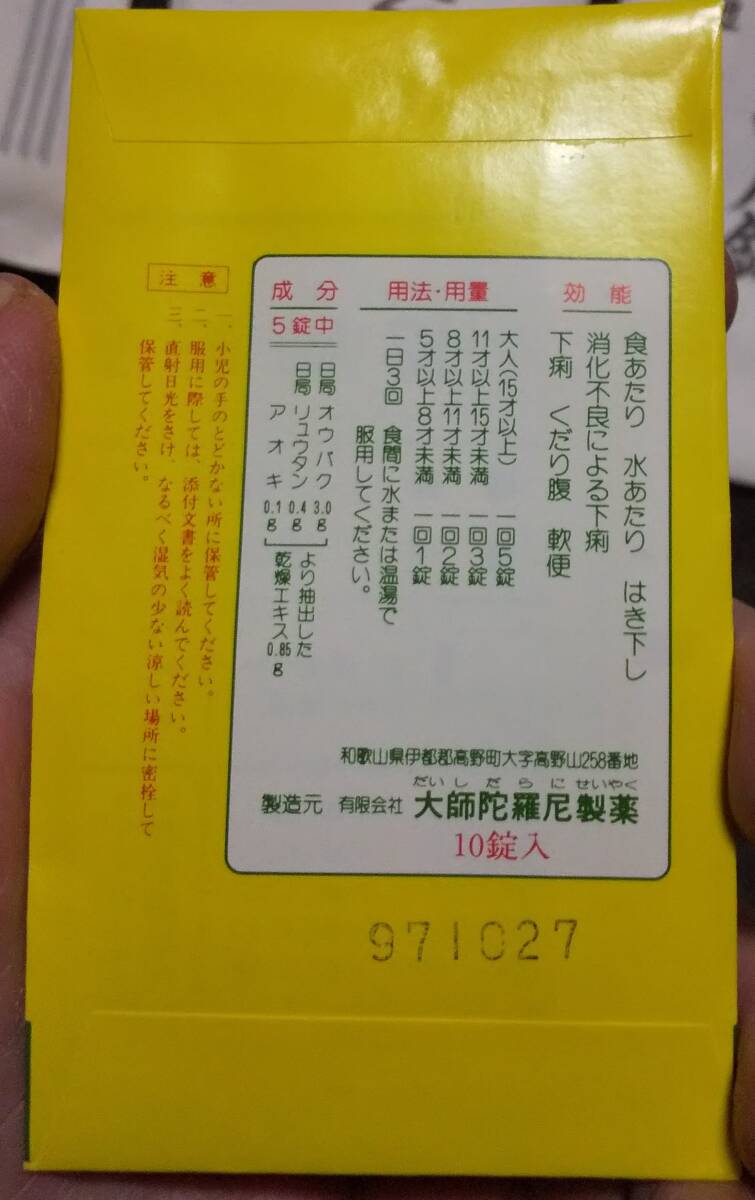 効能
食あたり 水あたり はき下し
消化不良による下痢
下痢 くだり腹 軟便
用法・用量
大人(15才以上) 一回5錠
11才以上15才未満 一回3錠
8才以上11才未満 一回2錠
5才以上8才未満 一回1錠
一日3回 食間に水または温湯で
服用してください。
成分
5錠中
日局 オウバク 3.0g
日局 リュウタン 0.4g
アオキ 0.1g
より抽出した
乾燥エキス0.85g
和歌山県伊都郡高野町大字高野山258番地
だいしだらにせいやく
製造元 有限会社 大師陀羅尼製薬
10錠入
注意
一、小児の手のとどかない所に保管してください。
二、服用に際しては、添付文書をよく読んでください。
三、直射日光をさけ、なるべく湿気の少ない涼しい場所に密栓して
保管してください。
971027